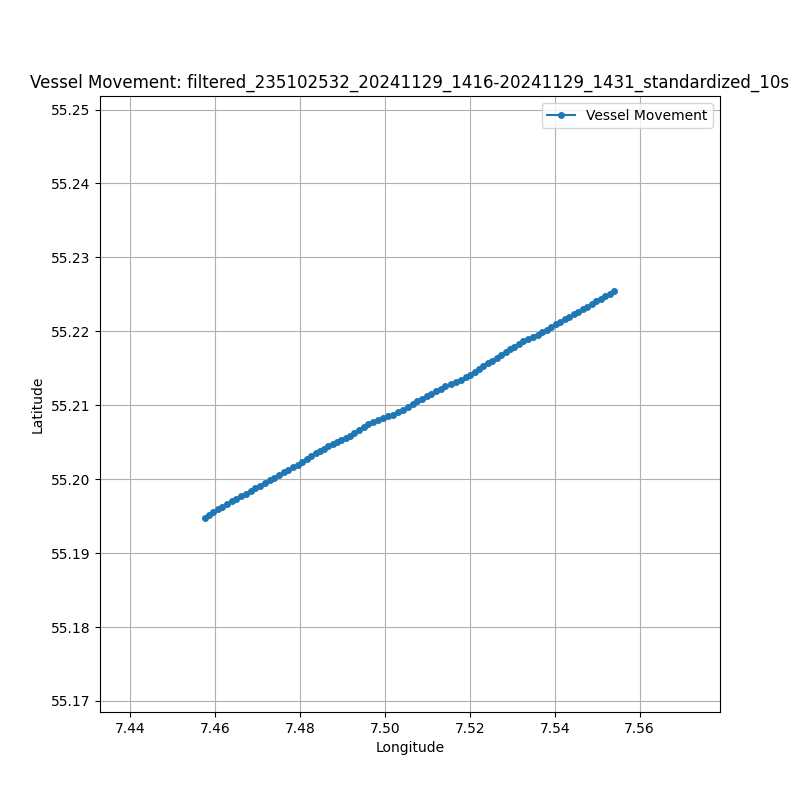 Vessel Movement: filtered_235102532_20241129_1416-20241129_1431_standardized_10s
Vessel Movement
55.25
55.24
55.23
55.22
55.21
55.20
55.19
55.18
55.17
Latitude
7.44 7.46 7.48 7.50 7.52 7.54 7.56
Longitude